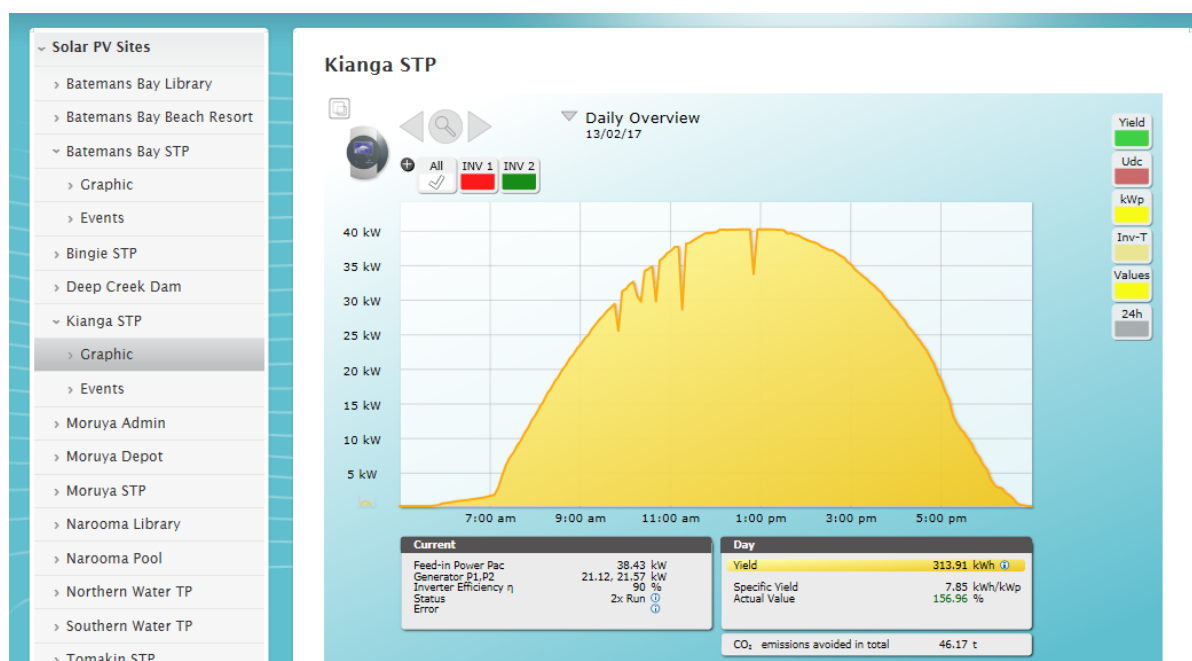 Solar PV Sites
Batemans Bay Library
Batemans Bay Beach Resort
Batemans Bay STP
Graphic
Events
Bingie STP
Deep Creek Dam
Kianga STP
Graphic
Events
Moruya Admin
Moruya Depot
Moruya STP
Narooma Library
Narooma Pool
Northern Water TP
Southern Water TP
Tomakin STP
Kianga STP
Daily Overview
13/02/17
All INV 1 INV 2
Yield
Udc
kWp
Inv-T
Values
24h
40 kW
35 kW
30 kW
25 kW
20 kW
15 kW
10 kW
5 kW
7:00 am 9:00 am 11:00 am 1:00 pm 3:00 pm 5:00 pm
Current
Feed-in Power Pac 38.43 kW
Generator P1,P2 21.12, 21.57 kW
Inverter Efficiency η 90 %
Status 2x Run
Error
Day
Yield 313.91 kWh
Specific Yield 7.85 kWh/kWp
Actual Value 156.96 %
CO₂ emissions avoided in total 46.17 t